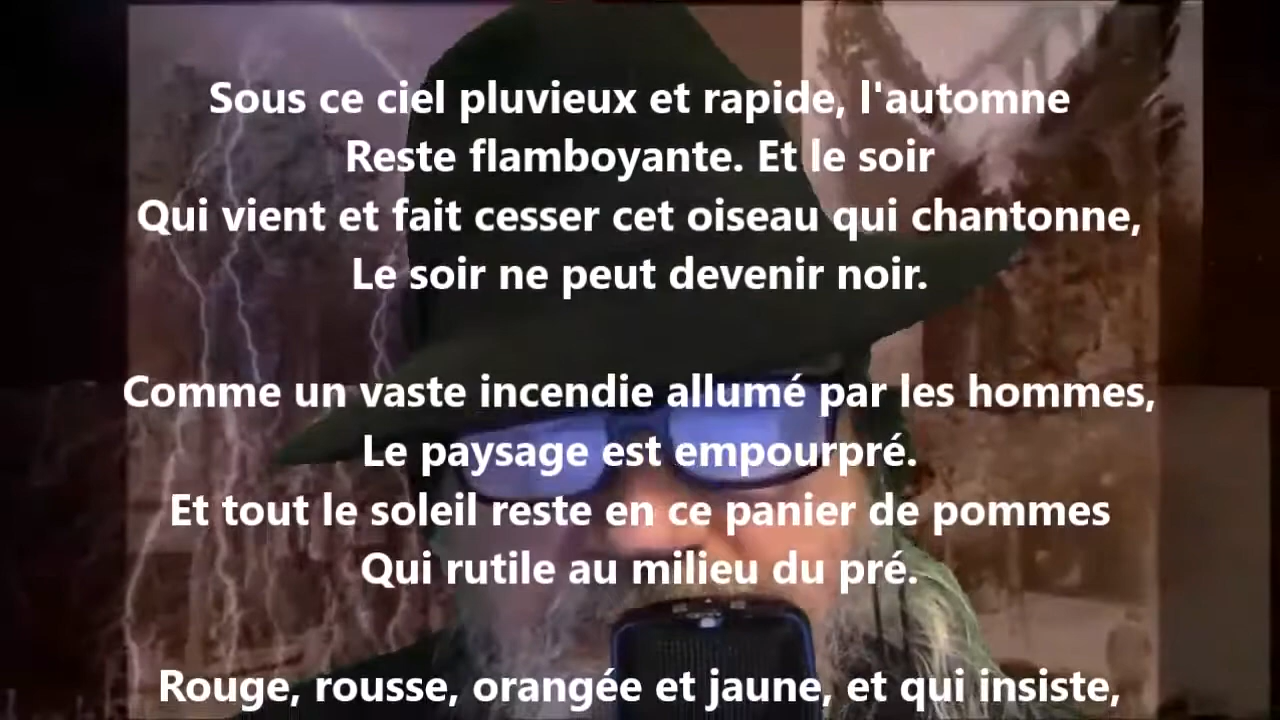 Sous ce ciel pluvieux et rapide, l'automne
Reste flamboyante. Et le soir
Qui vient et fait cesser cet oiseau qui chantonne,
Le soir ne peut devenir noir.
Comme un vaste incendie allumé par les hommes,
Le paysage est empourpré.
Et tout le soleil reste en ce panier de pommes
Qui rutile au milieu du pré.
Rouge, rousse, orangée et jaune, et qui insiste,